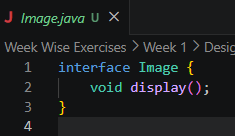 J Image.java U ×
Week Wise Exercises > Week 1 > Desig
1 interface Image {
2 void display();
3 }
4